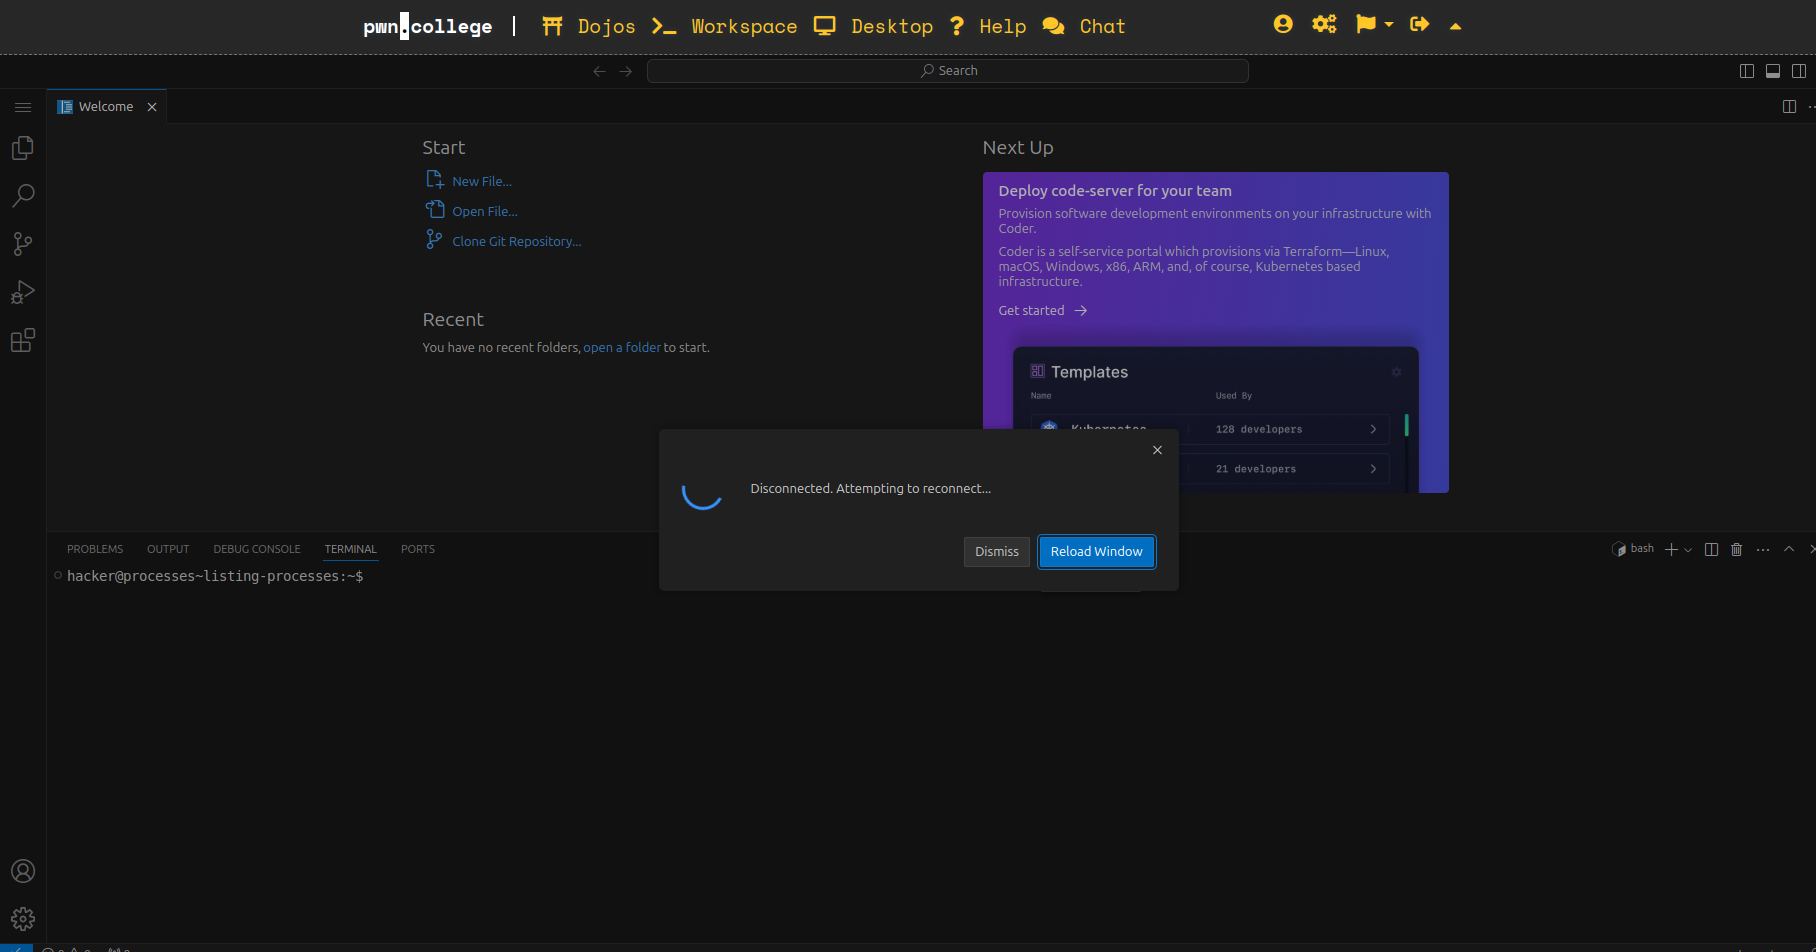 pwn.college | Dojos Workspace Desktop Help Chat
Search
Welcome
Start
New File...
Open File...
Clone Git Repository...
Recent
You have no recent folders, open a folder to start.
Next Up
Deploy code-server for your team
Provision software development environments on your infrastructure with
Coder.
Coder is a self-service portal which provisions via Terraform—Linux,
macOS, Windows, x86, ARM, and, of course, Kubernetes based
infrastructure.
Get started
Templates
Name Used By
Kubernetes 128 developers
21 developers
Disconnected. Attempting to reconnect...
Dismiss Reload Window
PROBLEMS OUTPUT DEBUG CONSOLE TERMINAL PORTS bash
hacker@processes~listing-processes:~$